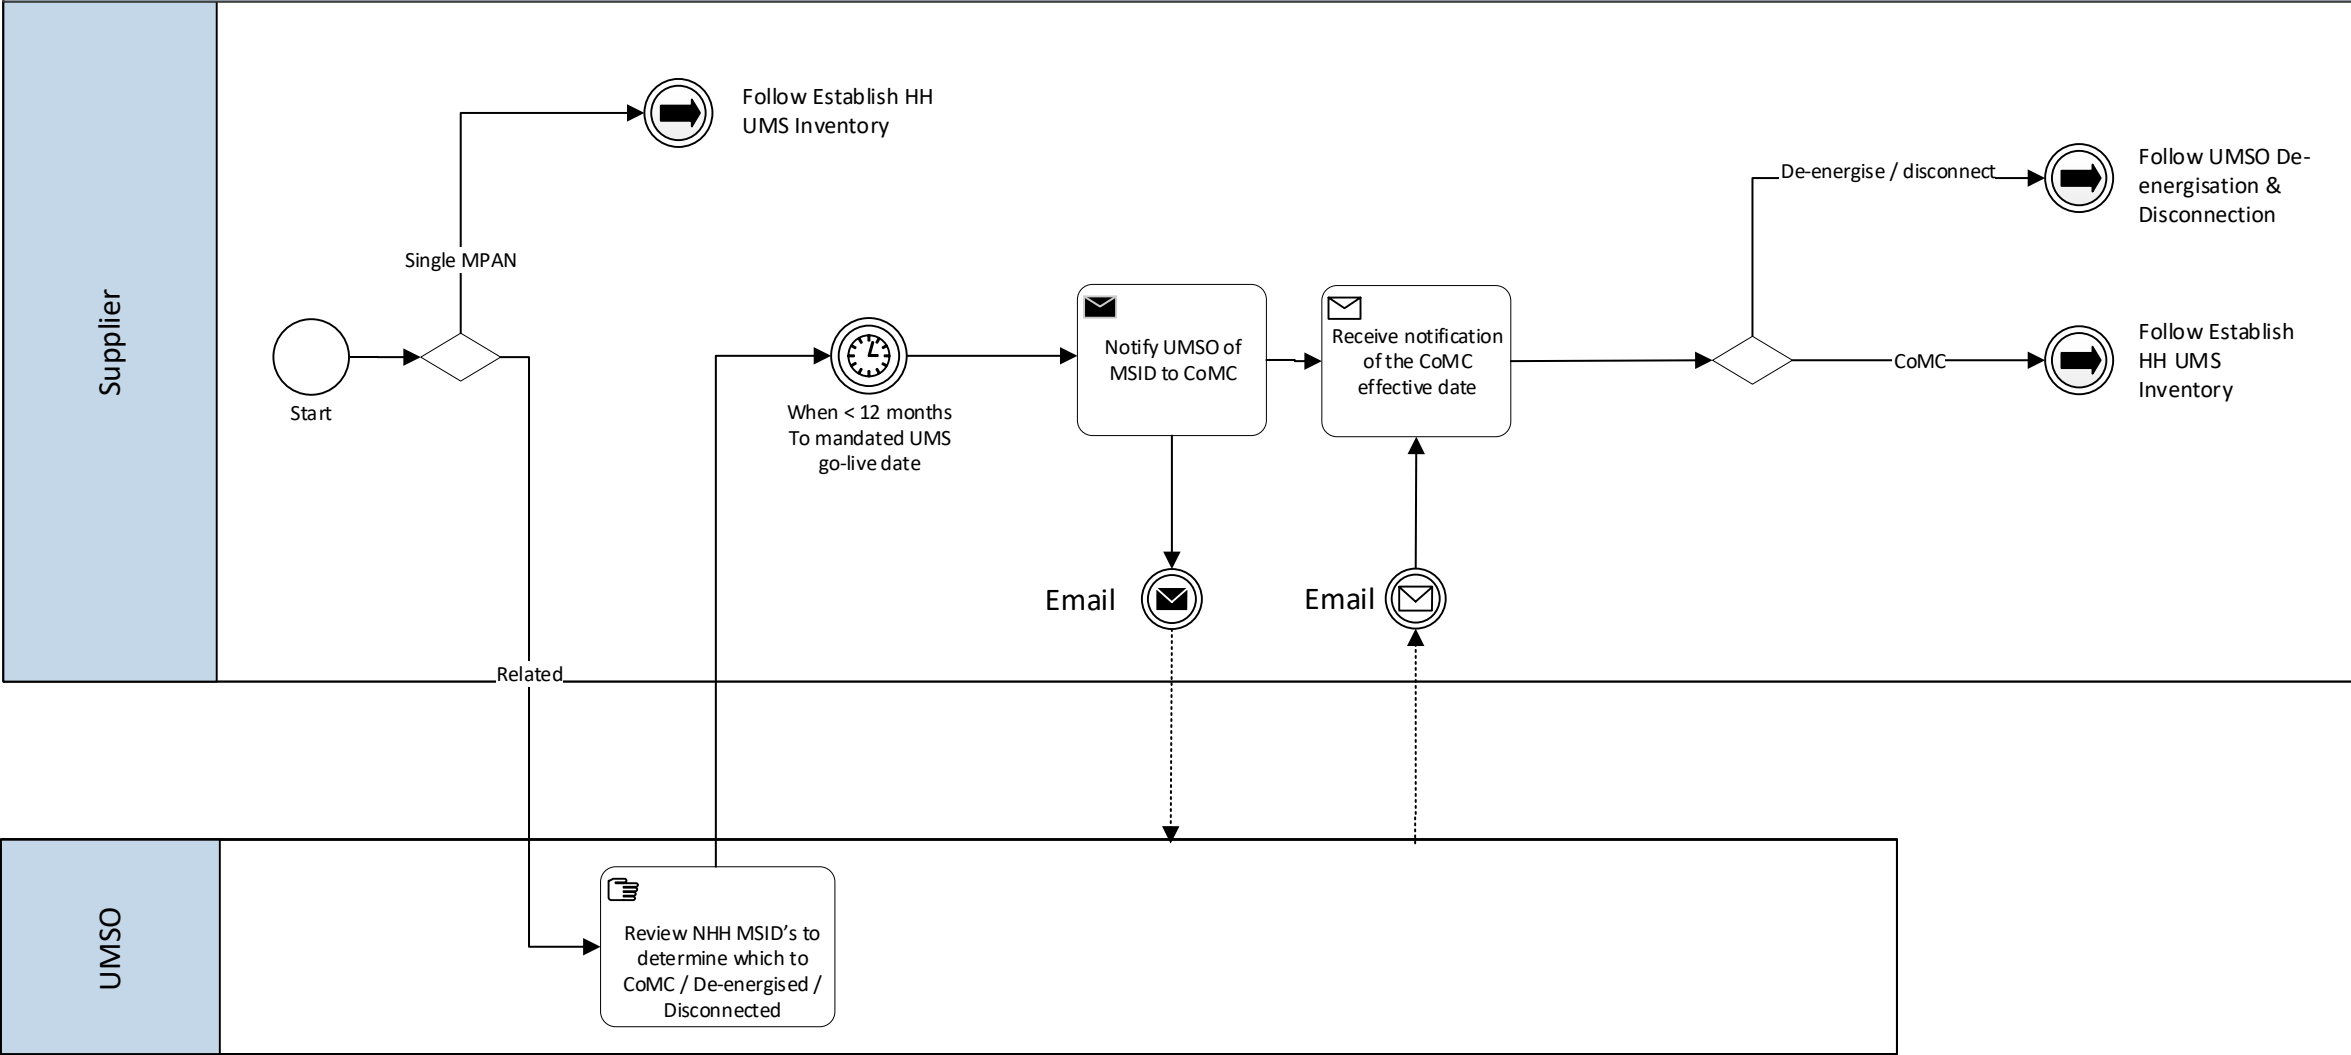 Supplier
Start
Single MPAN
Follow Establish HH
UMS Inventory
Related
When < 12 months
To mandated UMS
go-live date
Notify UMSO of
MSID to CoMC
Email
Receive notification
of the CoMC
effective date
Email
De-energise / disconnect
Follow UMSO De-
energisation &
Disconnection
CoMC
Follow Establish
HH UMS
Inventory
UMSO
Review NHH MSID’s to
determine which to
CoMC / De-energised /
Disconnected